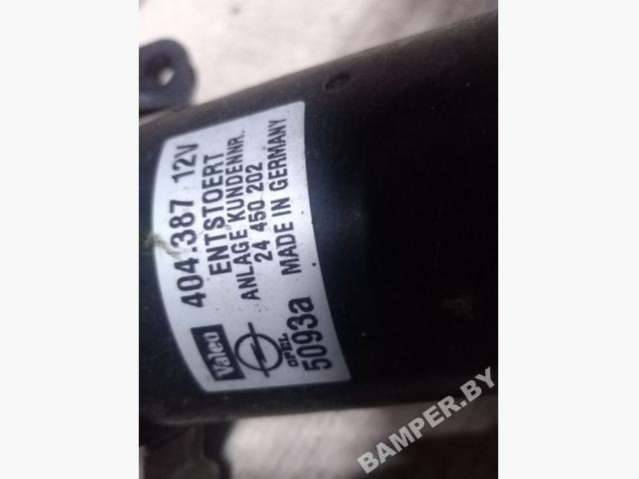 404.387 12V
ENTSTOERT
ANLAGE KUNDENNR.
24 450 202
MADE IN GERMANY
Valeo
OPEL
5093a
BAMPER.BY